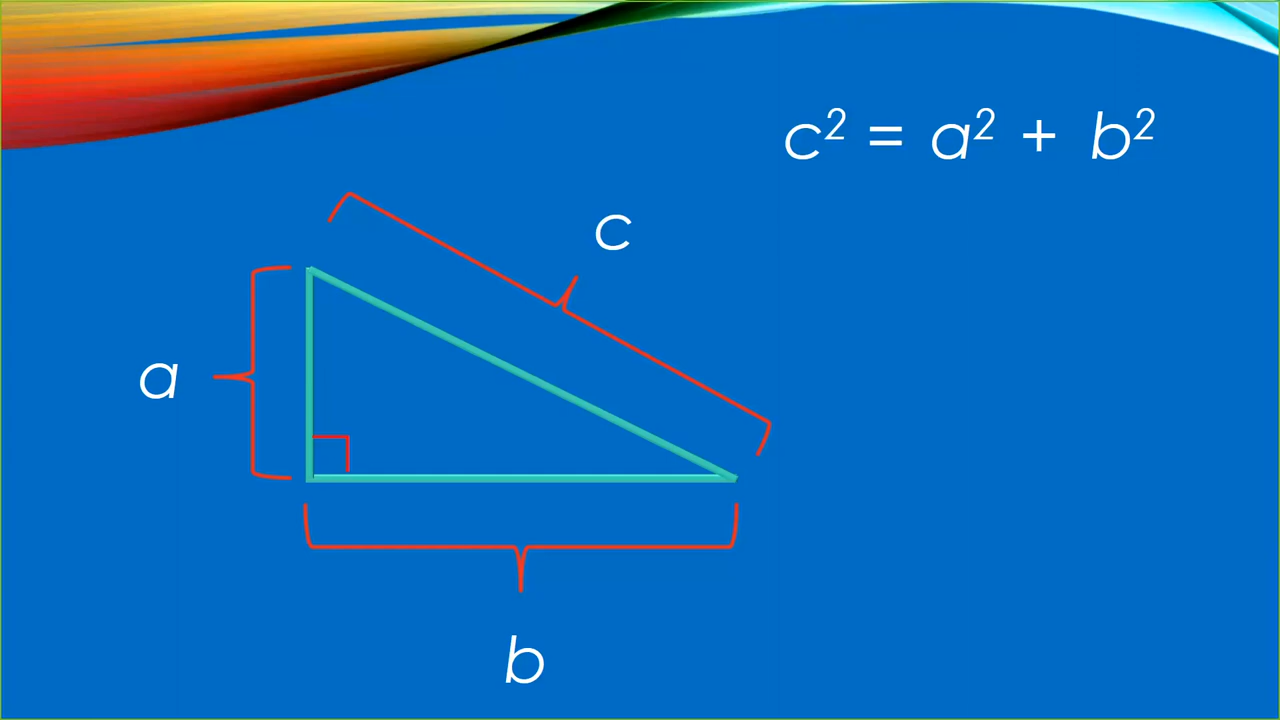 c² = a² + b²
c
a
b